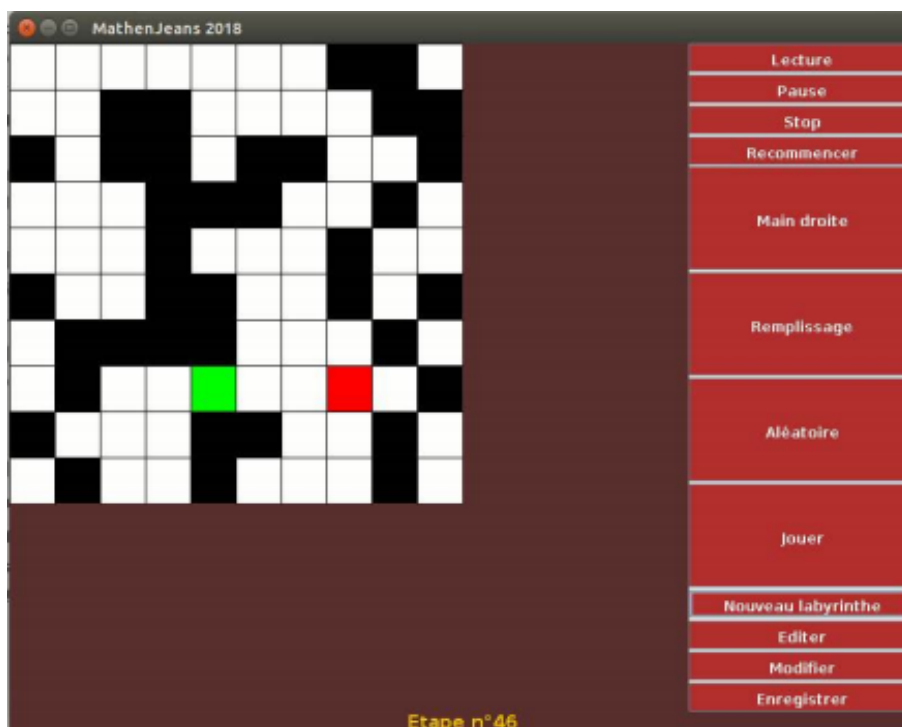 MathenJeans 2018
Lecture
Pause
Stop
Recommencer
Main droite
Remplissage
Aléatoire
Jouer
Nouveau labyrinthe
Editer
Modifier
Enregistrer
Etape n°46